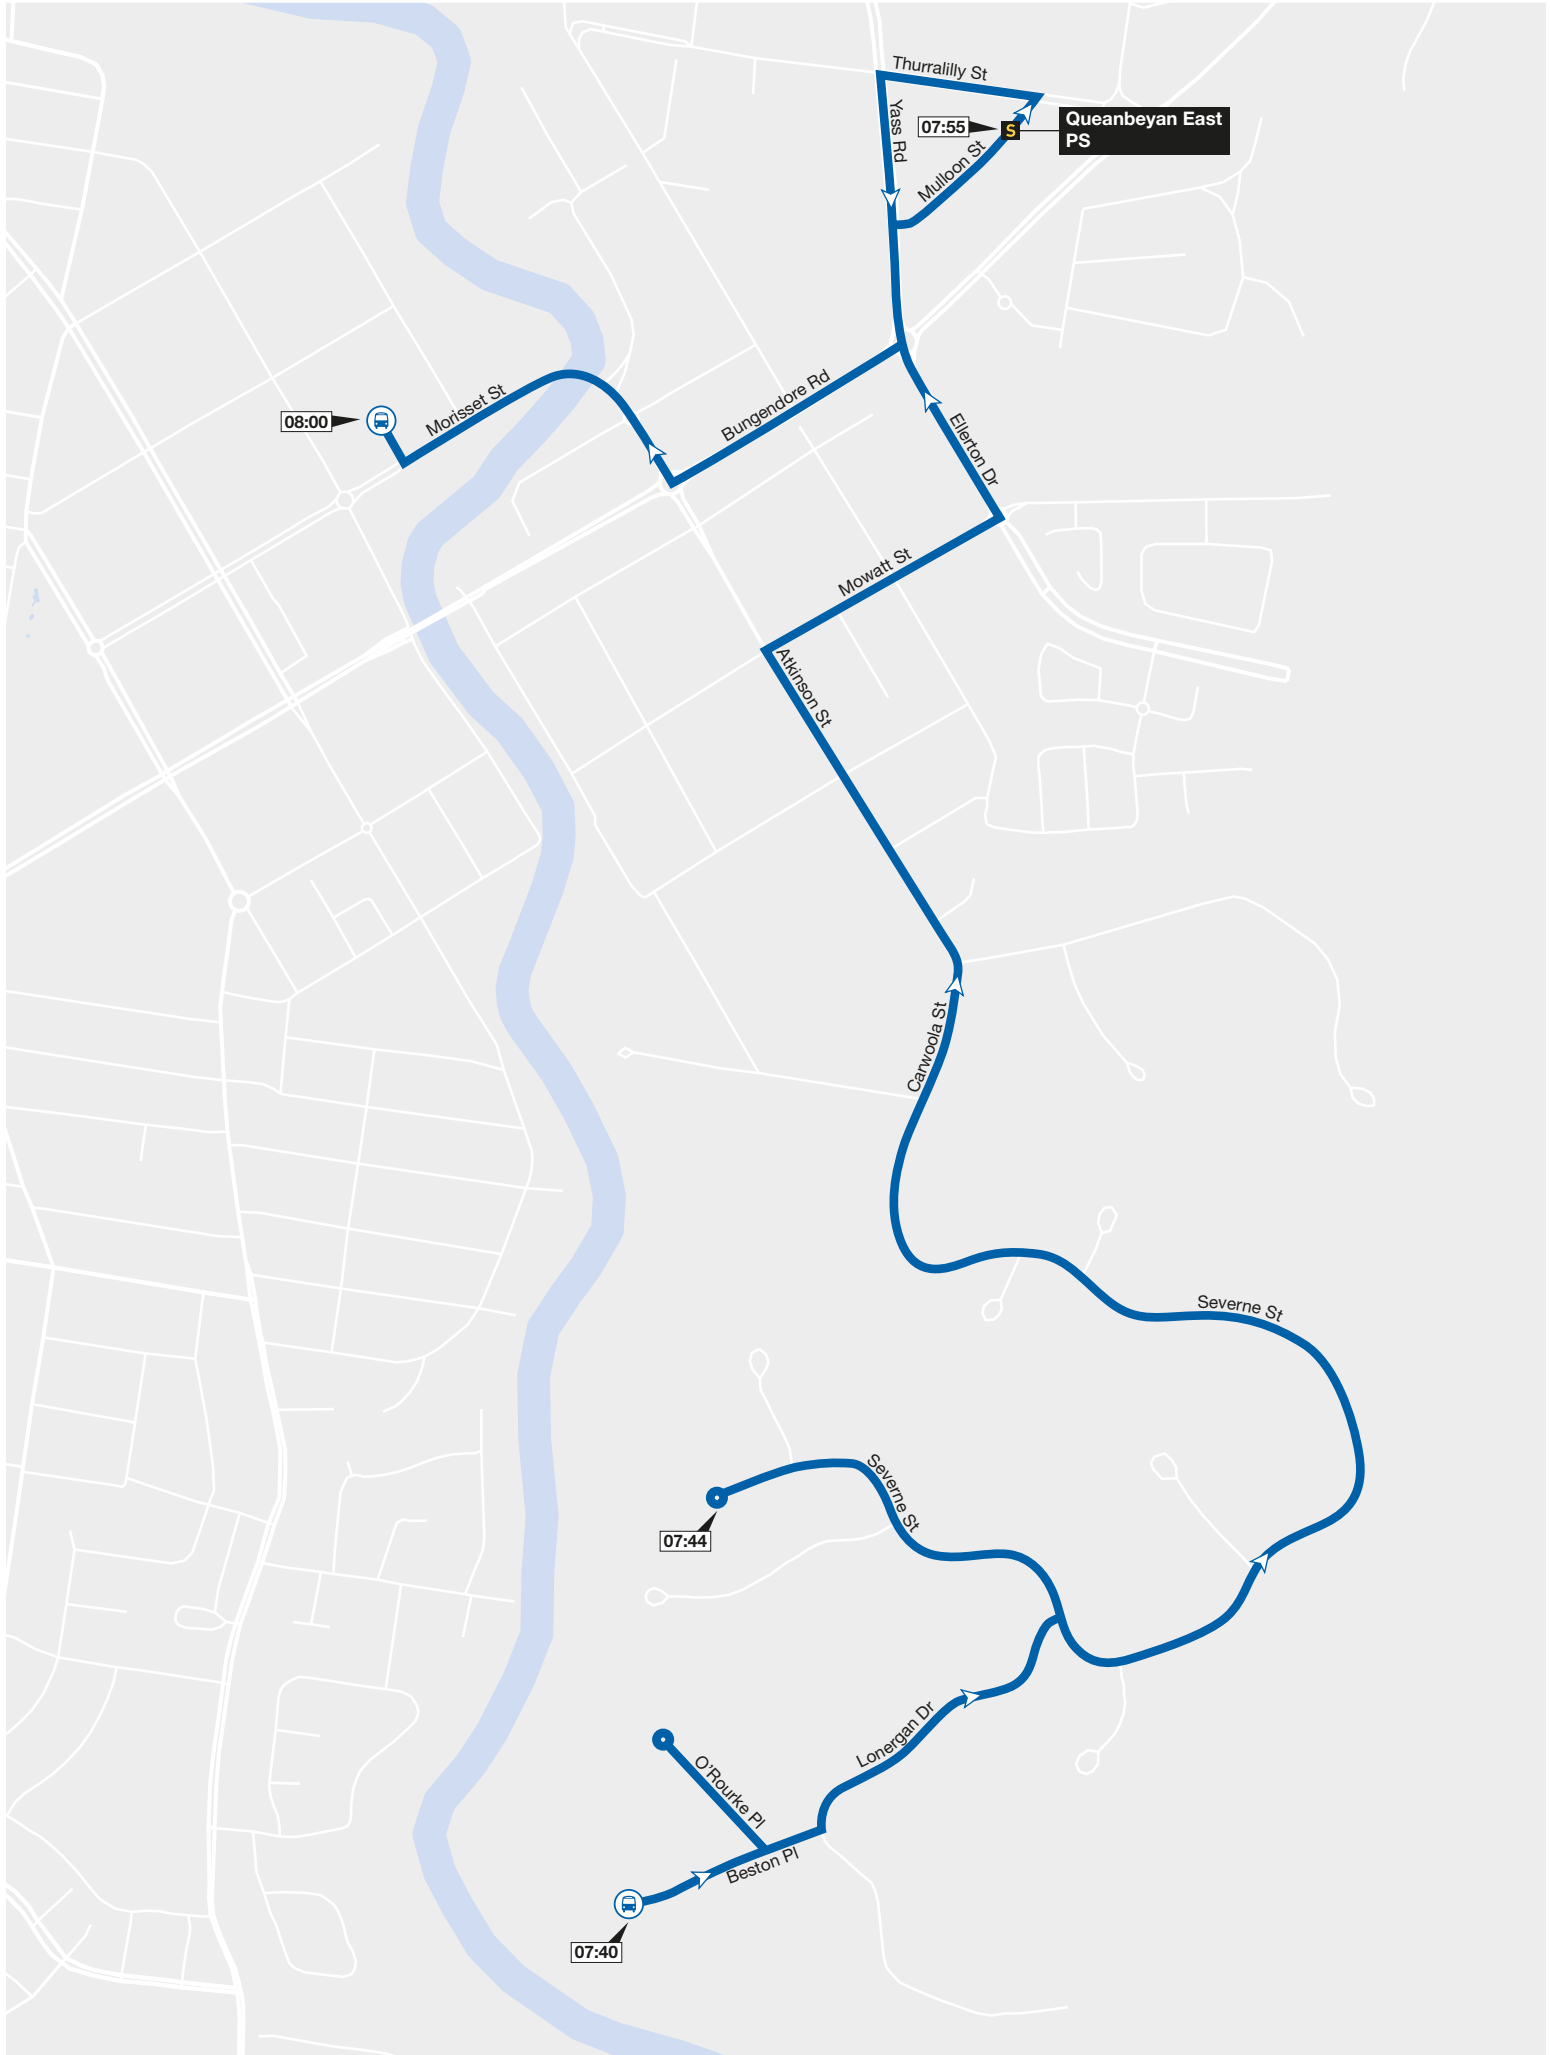 Thurralilly St
Yass Rd
07:55
S
Queanbeyan East
PS
Mulloon St
Bungendore Rd
Morisset St
08:00
Ellerton Dr
Mowatt St
Atkinson St
Carwoola St
Severne St
Severne St
07:44
Lonergan Dr
O'Rourke Pl
Beston Pl
07:40